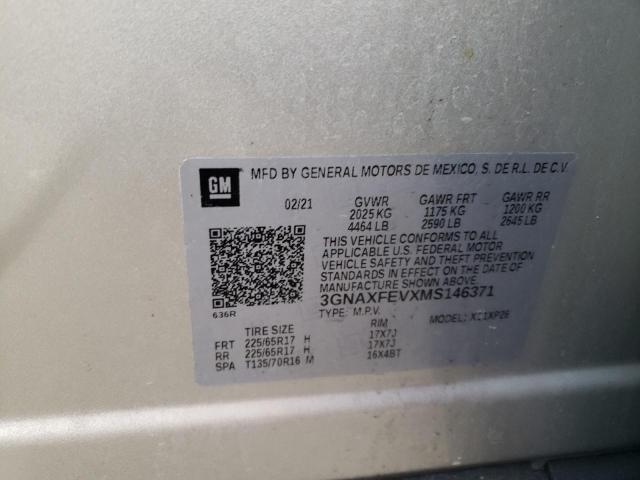 GM
MFD BY GENERAL MOTORS DE MEXICO, S. DE R.L. DE C.V
02/21 GVWR GAWR FRT GAWR RR
2025 KG 1175 KG 1200 KG
4464 LB 2590 LB 2645 LB
THIS VEHICLE CONFORMS TO ALL
APPLICABLE U.S. FEDERAL MOTOR
VEHICLE SAFETY AND THEFT PREVENTION
STANDARDS IN EFFECT ON THE DATE OF
MANUFACTURE SHOWN ABOVE.
3GNAXFEVXMS146371
636R
TYPE: M.P.V. MODEL:
TIRE SIZE RIM
FRT 225/65R17 H 17X7J
RR 225/65R17 H 17X7J
SPA T135/70R16 M 16X4BT